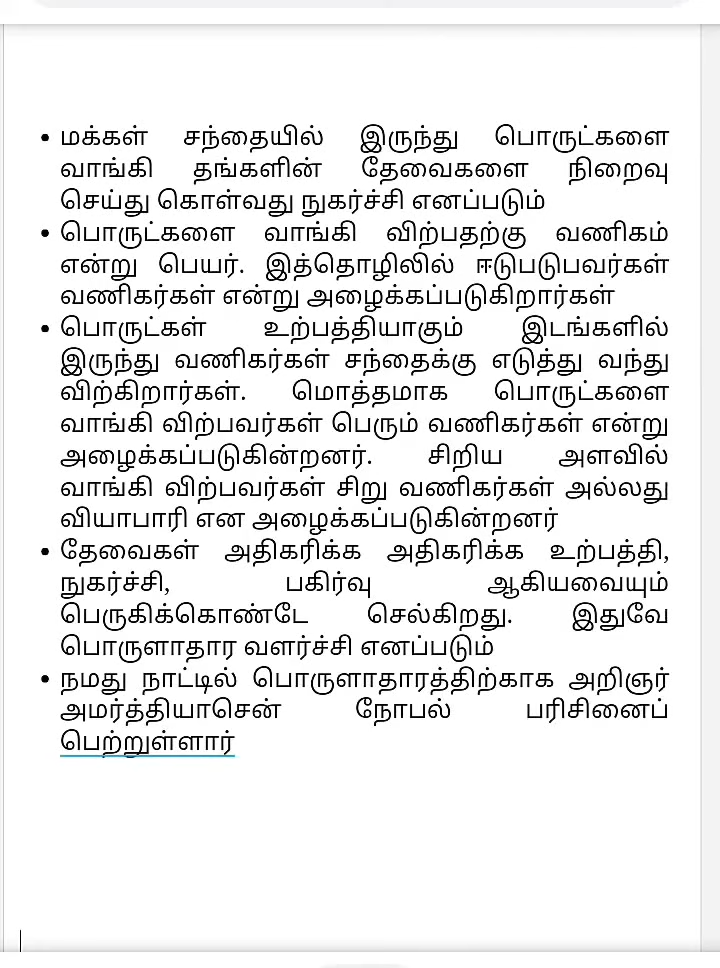 • மக்கள் சந்தையில் இருந்து பொருட்களை
வாங்கி தங்களின் தேவைகளை நிறைவு
செய்து கொள்வது நுகர்ச்சி எனப்படும்
• பொருட்களை வாங்கி விற்பதற்கு வணிகம்
என்று பெயர். இத்தொழிலில் ஈடுபடுபவர்கள்
வணிகர்கள் என்று அழைக்கப்படுகிறார்கள்
• பொருட்கள் உற்பத்தியாகும் இடங்களில்
இருந்து வணிகர்கள் சந்தைக்கு எடுத்து வந்து
விற்கிறார்கள். மொத்தமாக பொருட்களை
வாங்கி விற்பவர்கள் பெரும் வணிகர்கள் என்று
அழைக்கப்படுகின்றனர். சிறிய அளவில்
வாங்கி விற்பவர்கள் சிறு வணிகர்கள் அல்லது
வியாபாரி என அழைக்கப்படுகின்றனர்
• தேவைகள் அதிகரிக்க அதிகரிக்க உற்பத்தி,
நுகர்ச்சி, பகிர்வு ஆகியவையும்
பெருகிக்கொண்டே செல்கிறது. இதுவே
பொருளாதார வளர்ச்சி எனப்படும்
• நமது நாட்டில் பொருளாதாரத்திற்காக அறிஞர்
அமர்த்தியாசென் நோபல் பரிசினைப்
பெற்றுள்ளார்